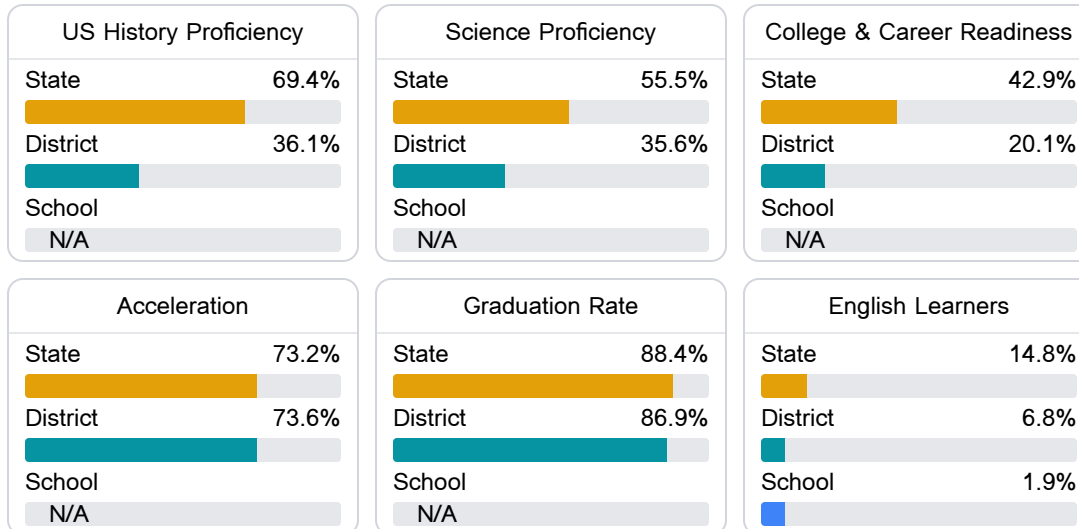 US History Proficiency
State 69.4%
District 36.1%
School
N/A
Science Proficiency
State 55.5%
District 35.6%
School
N/A
College & Career Readiness
State 42.9%
District 20.1%
School
N/A
Acceleration
State 73.2%
District 73.6%
School
N/A
Graduation Rate
State 88.4%
District 86.9%
School
N/A
English Learners
State 14.8%
District 6.8%
School 1.9%